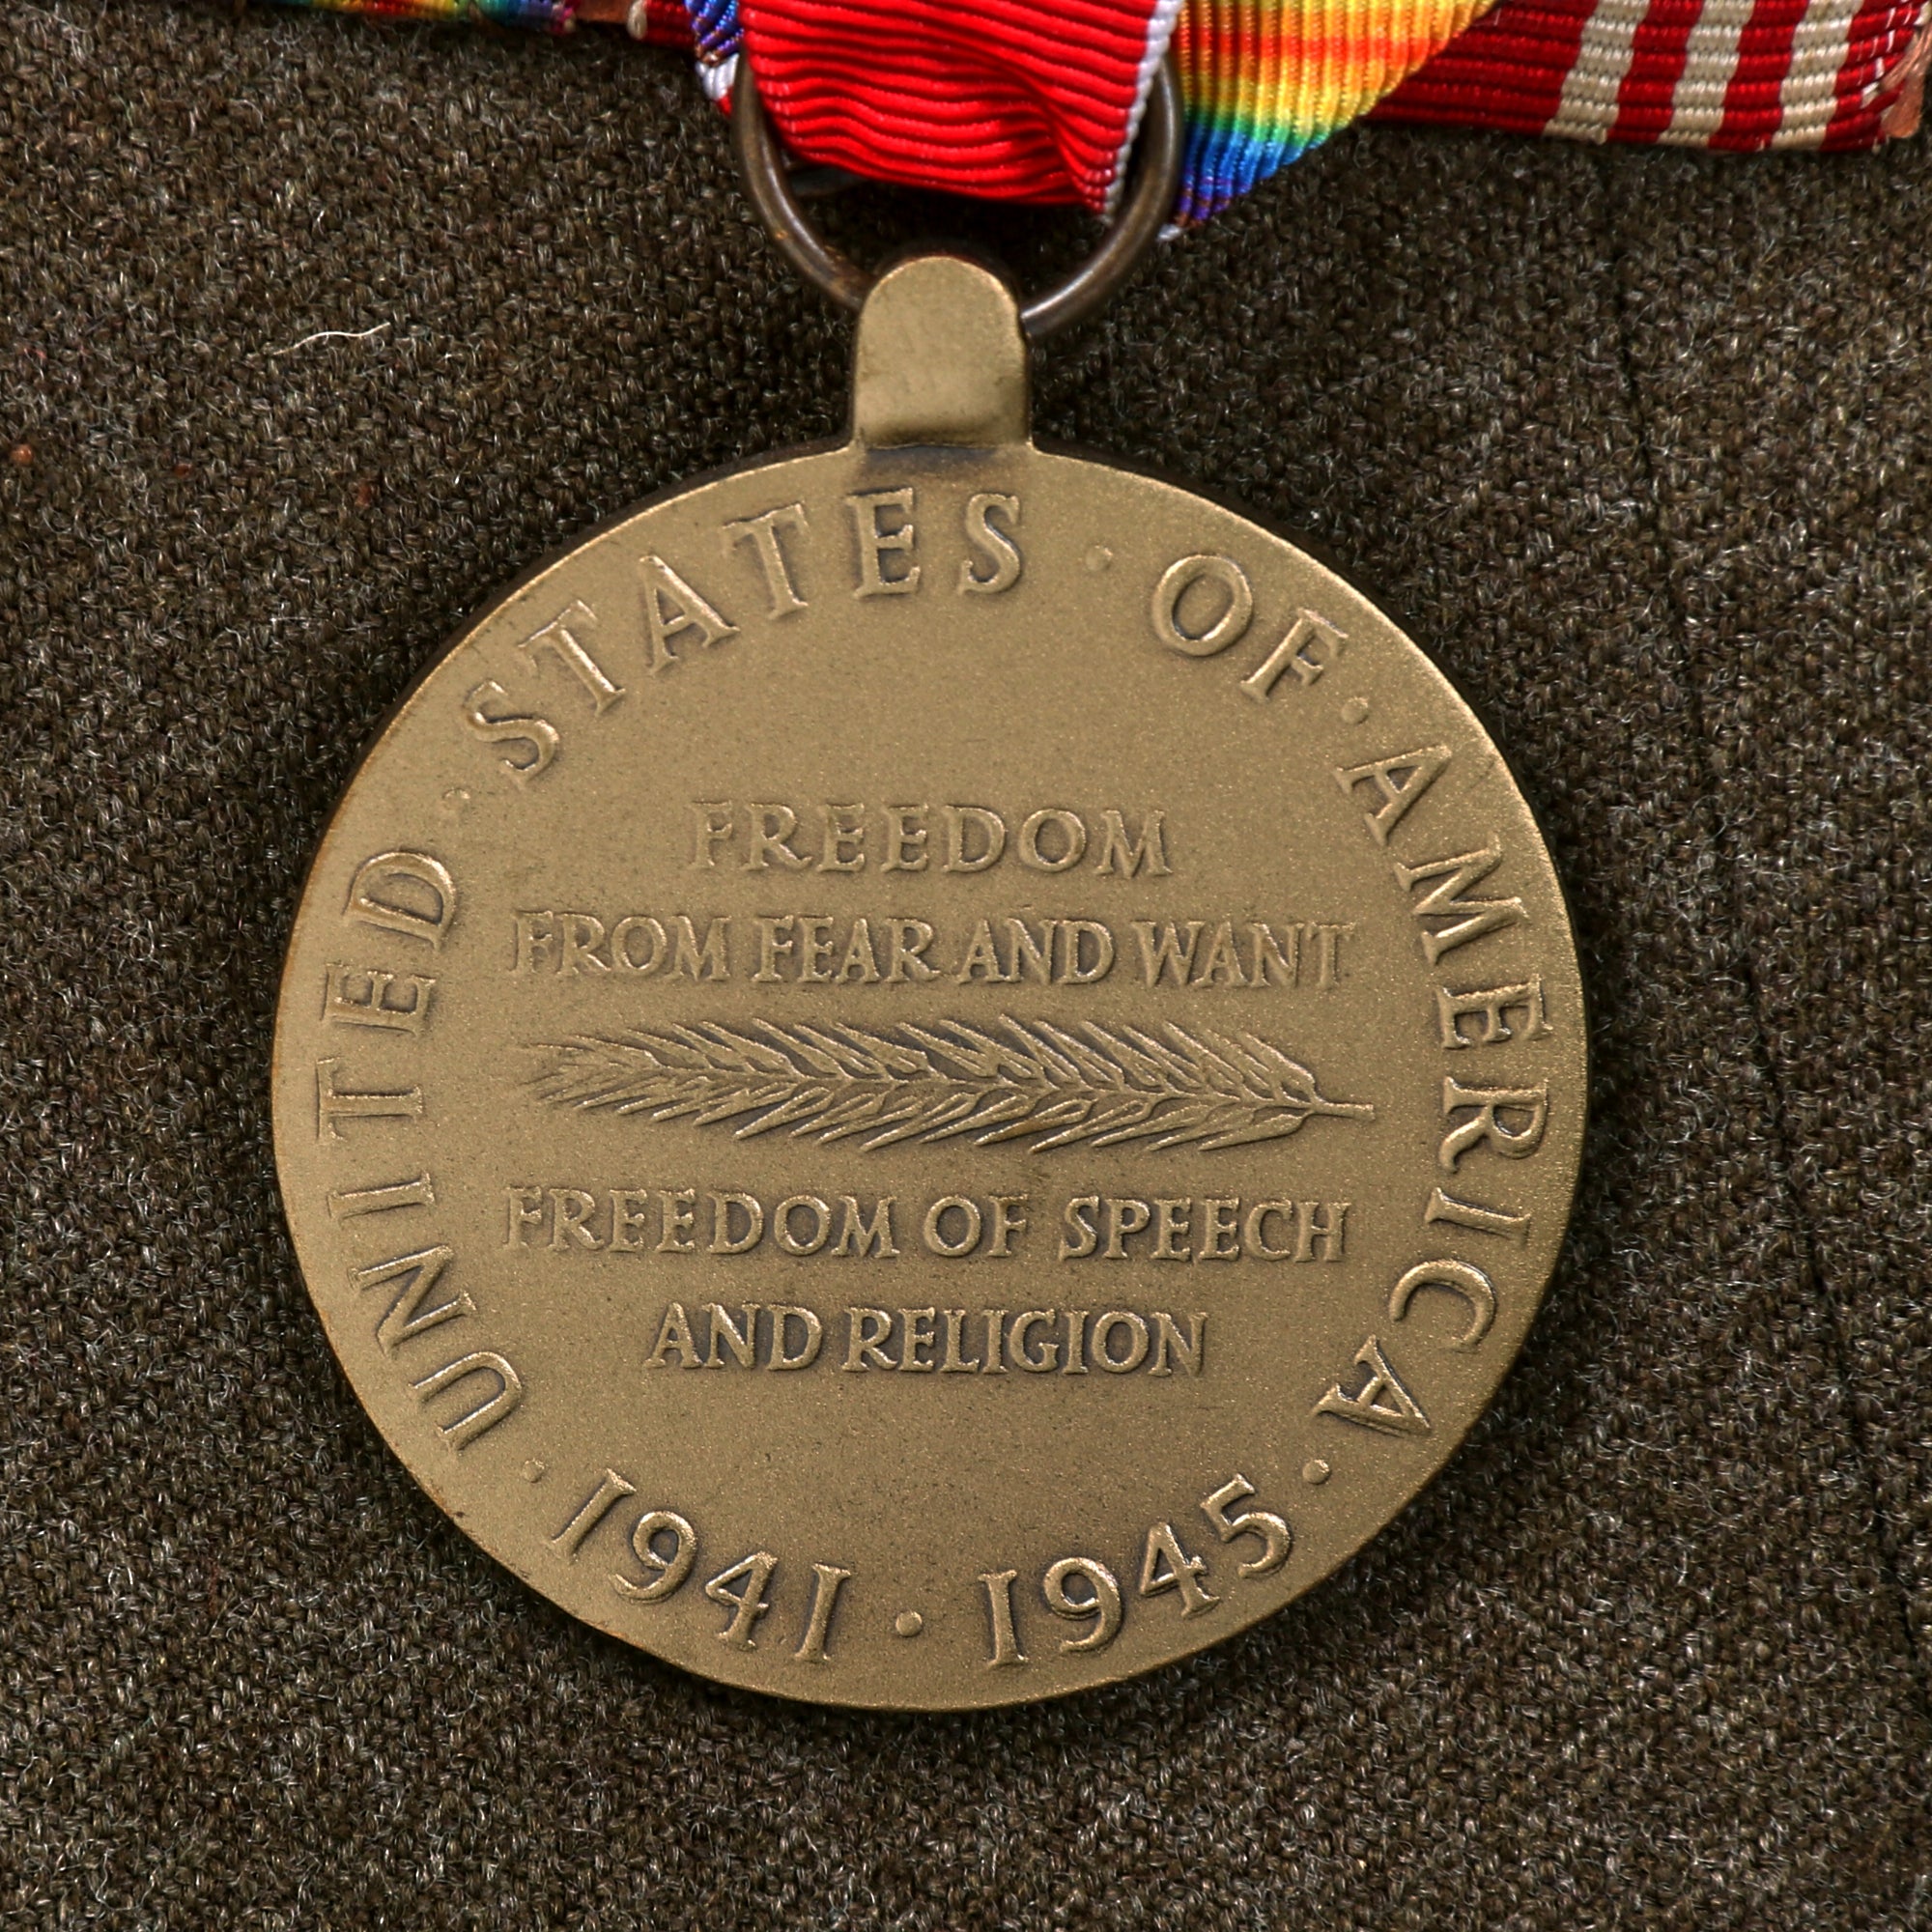 UNITED · STATES · OF · AMERICA ·
FREEDOM
FROM FEAR AND WANT
FREEDOM OF SPEECH
AND RELIGION
· 1941 · 1945